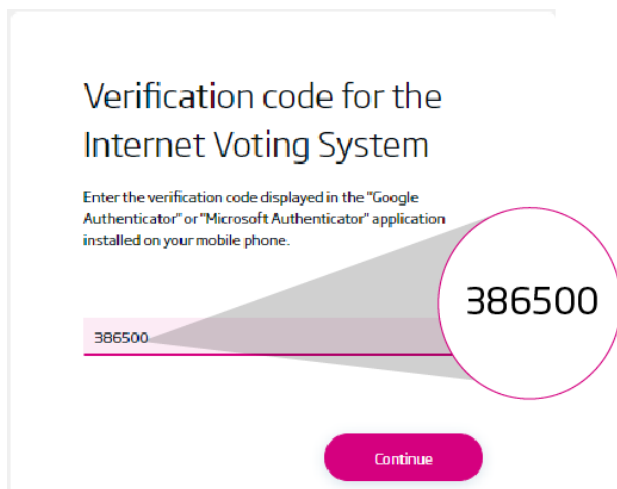 Verification code for the
Internet Voting System
Enter the verification code displayed in the "Google
Authenticator" or "Microsoft Authenticator" application
installed on your mobile phone.
386500
386500
Continue